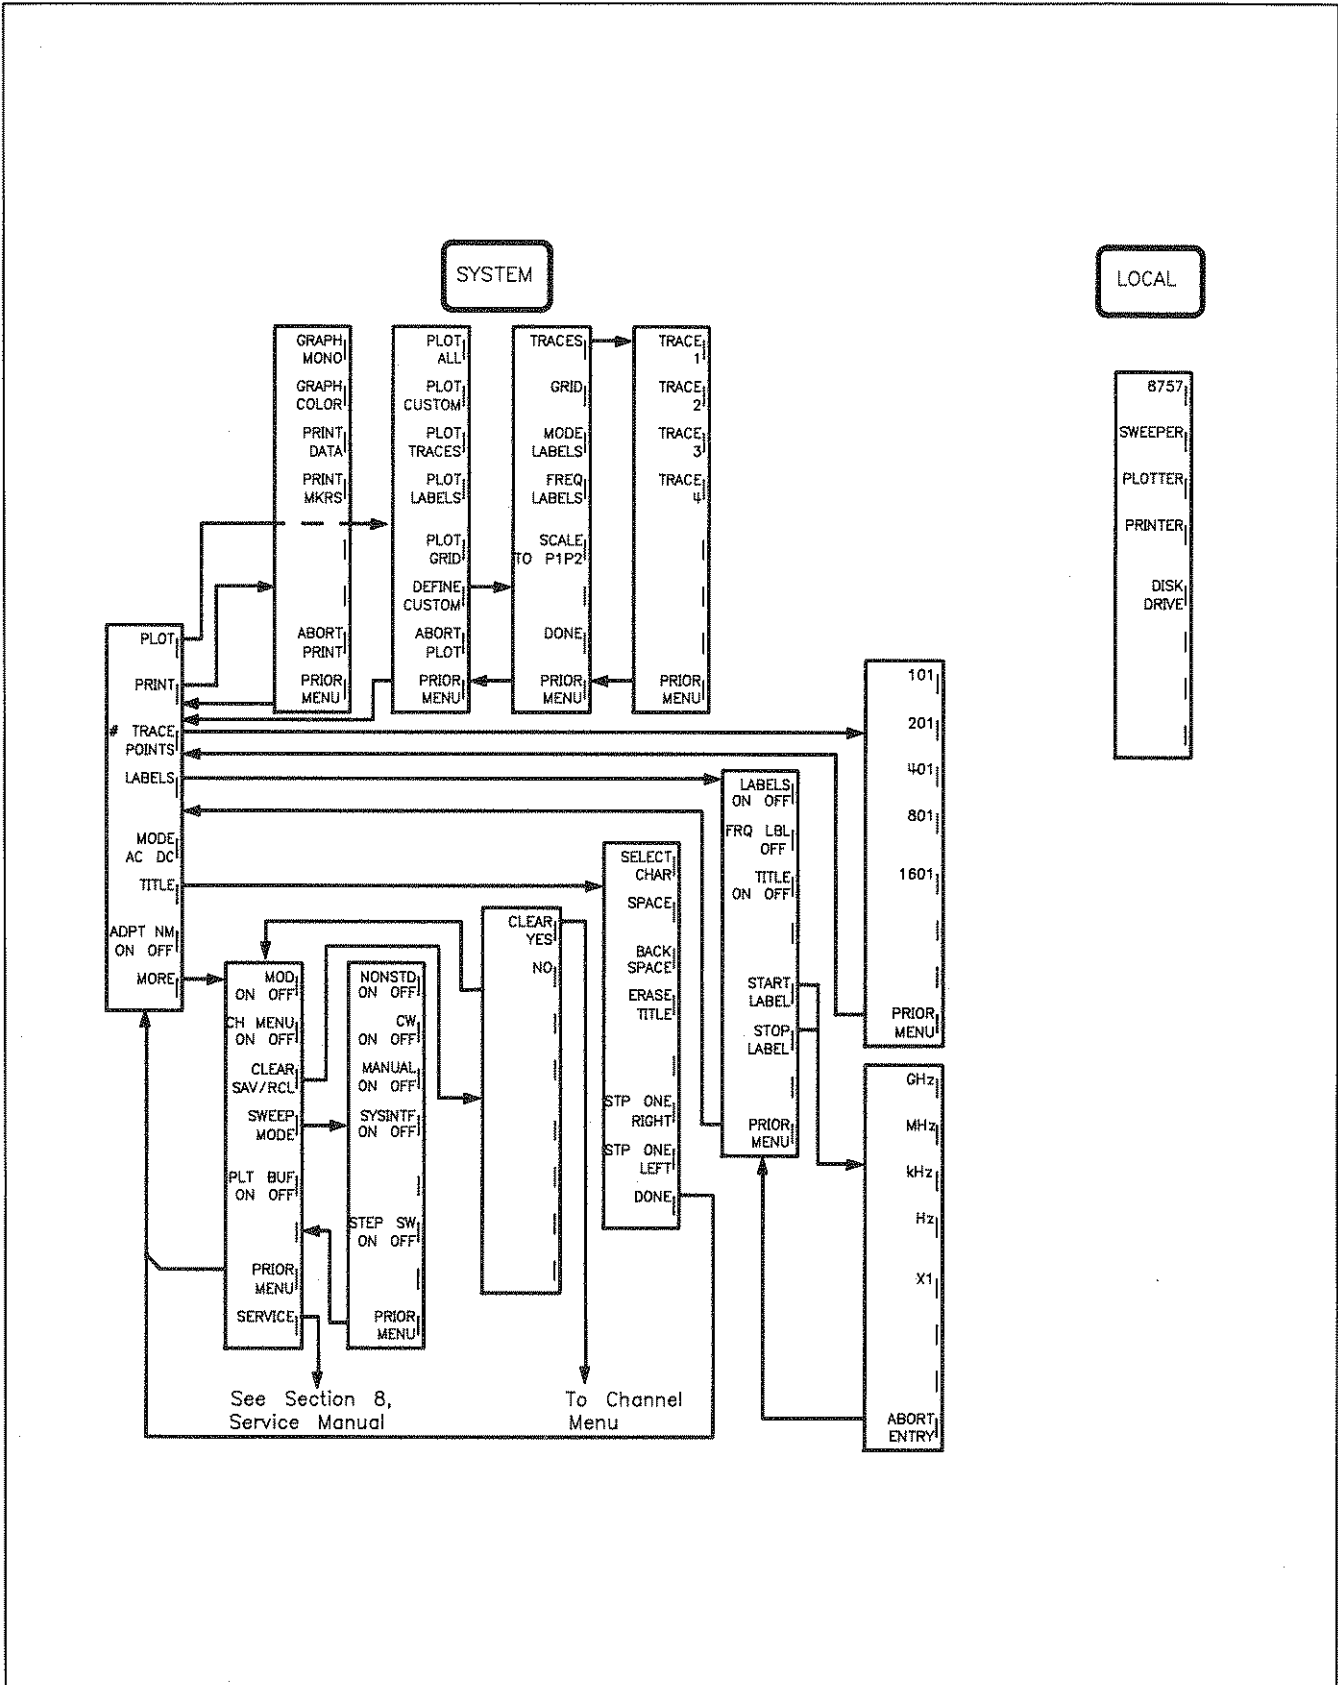 SYSTEM
LOCAL
GRAPH
MONO
GRAPH
COLOR
PRINT
DATA
PRINT
MKRS
ABORT
PRINT
PRIOR
MENU
PLOT
ALL
PLOT
CUSTOM
PLOT
TRACES
PLOT
LABELS
PLOT
GRID
DEFINE
CUSTOM
ABORT
PLOT
PRIOR
MENU
TRACES
GRID
MODE
LABELS
FREQ
LABELS
SCALE
TO P1P2
DONE
PRIOR
MENU
TRACE
1
TRACE
2
TRACE
3
TRACE
4
PRIOR
MENU
8757
SWEEPER
PLOTTER
PRINTER
DISK
DRIVE
PLOT
PRINT
# TRACE
POINTS
LABELS
MODE
AC DC
TITLE
ADPT NM
ON OFF
MORE
101
201
401
801
1601
PRIOR
MENU
LABELS
ON OFF
FRQ LBL
OFF
TITLE
ON OFF
START
LABEL
STOP
LABEL
PRIOR
MENU
SELECT
CHAR
SPACE
BACK
SPACE
ERASE
TITLE
STP ONE
RIGHT
STP ONE
LEFT
DONE
CLEAR
YES
NO
MOD
ON OFF
CH MENU
ON OFF
CLEAR
SAV/RCL
SWEEP
MODE
PLT BUF
ON OFF
PRIOR
MENU
SERVICE
NONSTD
ON OFF
CW
ON OFF
MANUAL
ON OFF
SYSINTF
ON OFF
STEP SW
ON OFF
PRIOR
MENU
GHz
MHz
kHz
Hz
X1
ABORT
ENTRY
See Section 8,
Service Manual
To Channel
Menu